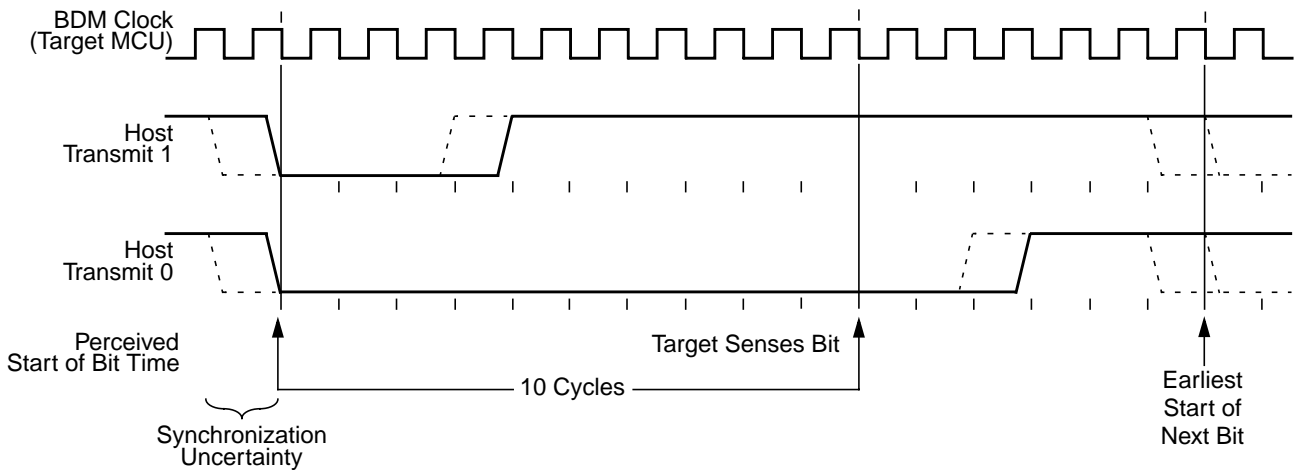 BDM Clock
(Target MCU)
Host
Transmit 1
Host
Transmit 0
Perceived
Start of Bit Time
Target Senses Bit
10 Cycles
Earliest
Start of
Next Bit
Synchronization
Uncertainty